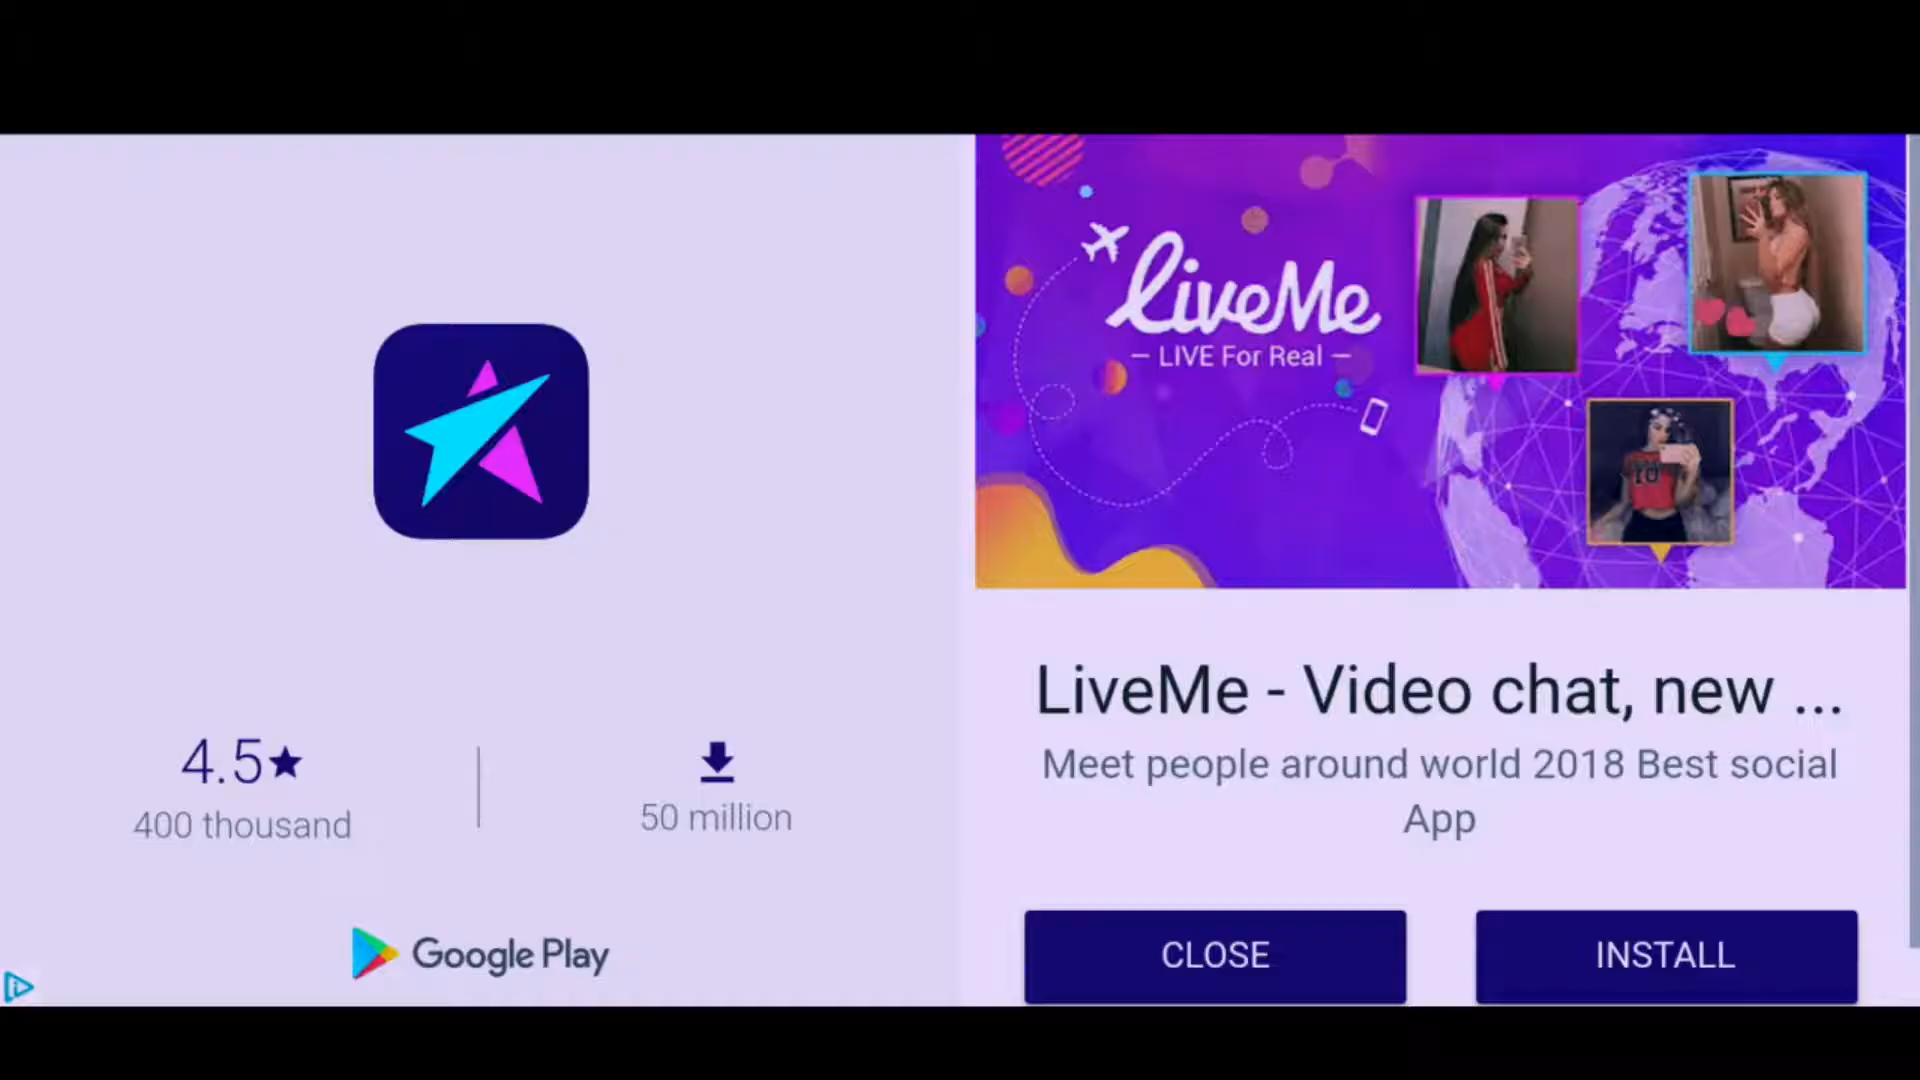 4.5★
400 thousand
50 million
Google Play
LiveMe
– LIVE For Real –
10
LiveMe - Video chat, new ...
Meet people around world 2018 Best social
App
CLOSE
INSTALL